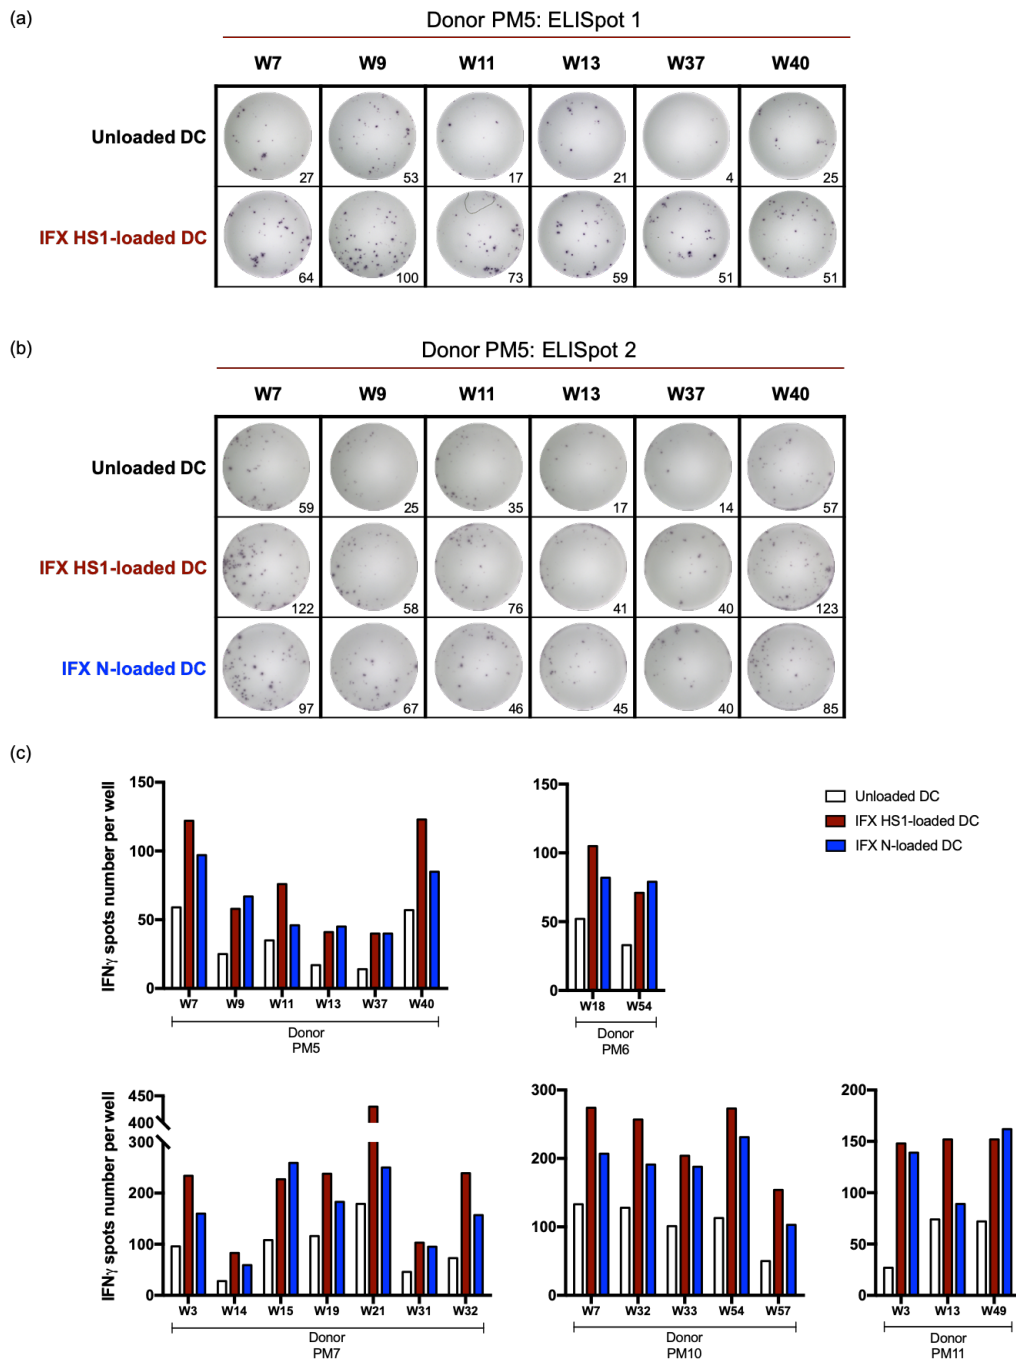 (a)
Donor PM5: ELISpot 1
W7 W9 W11 W13 W37 W40
Unloaded DC
27 53 17 21 4 25
IFX HS1-loaded DC
64 100 73 59 51 51
(b)
Donor PM5: ELISpot 2
W7 W9 W11 W13 W37 W40
Unloaded DC
59 25 35 17 14 57
IFX HS1-loaded DC
122 58 76 41 40 123
IFX N-loaded DC
97 67 46 45 40 85
(c)
IFNγ spots number per well
150
100
50
0
W7 W9 W11 W13 W37 W40
Donor
PM5
150
100
50
0
W18 W54
Donor
PM6
Unloaded DC
IFX HS1-loaded DC
IFX N-loaded DC
IFNγ spots number per well
450
400
300
200
100
0
W3 W14 W15 W19 W21 W31 W32
Donor
PM7
300
200
100
0
W7 W32 W33 W54 W57
Donor
PM10
200
150
100
50
0
W3 W13 W49
Donor
PM11